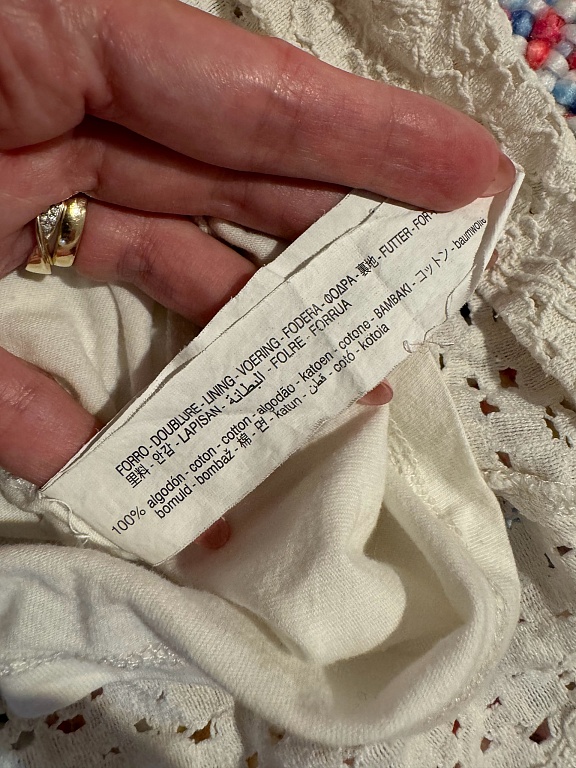 FORRO - DOUBLURE - LINING - VOERING - FODERA - ΦΟΔΡΑ - 裏地 - FUTTER - FOR
里料 - 안감 - LAPISAN - البطانة - FOLRE - FORRUA
100% algodón - coton - cotton - algodão - katoen - cotone - BAMBAKI - コットン - baumwolle
bomuld - bombaž - 棉 - 면 - katun - قطن - cotó - kotoia